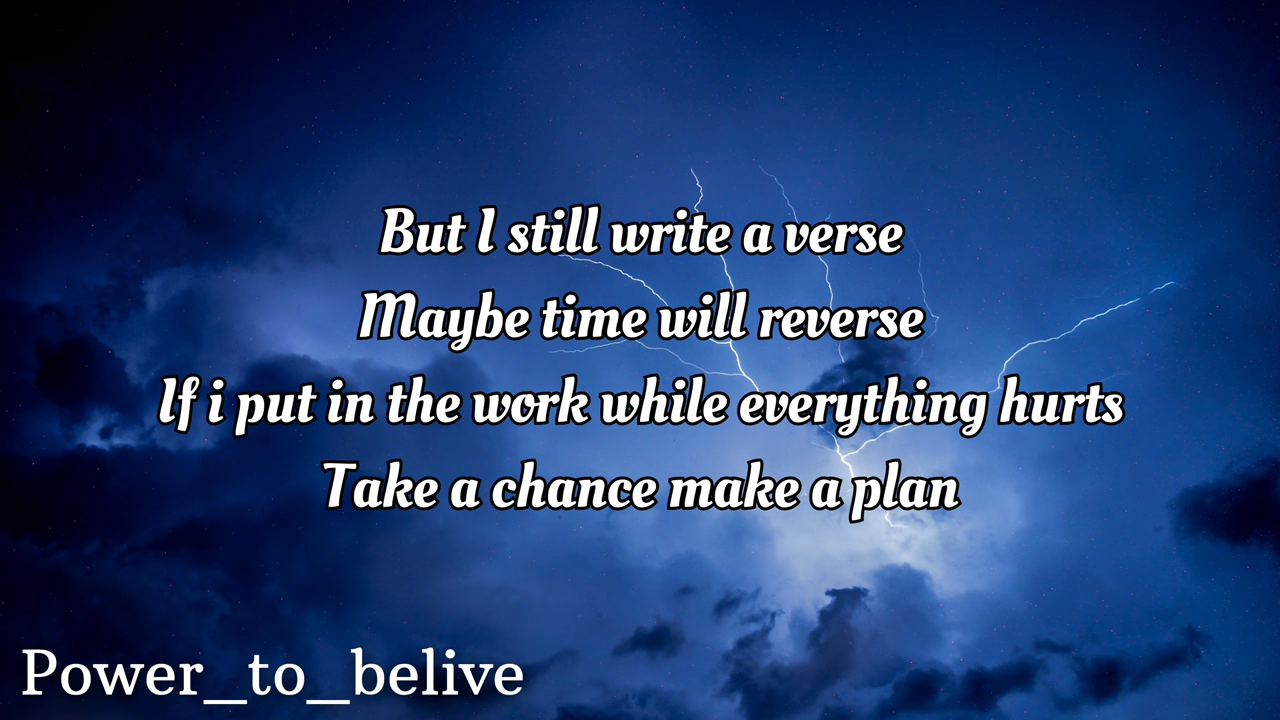 But I still write a verse
Maybe time will reverse
If i put in the work while everything hurts
Take a chance make a plan
Power_to_belive